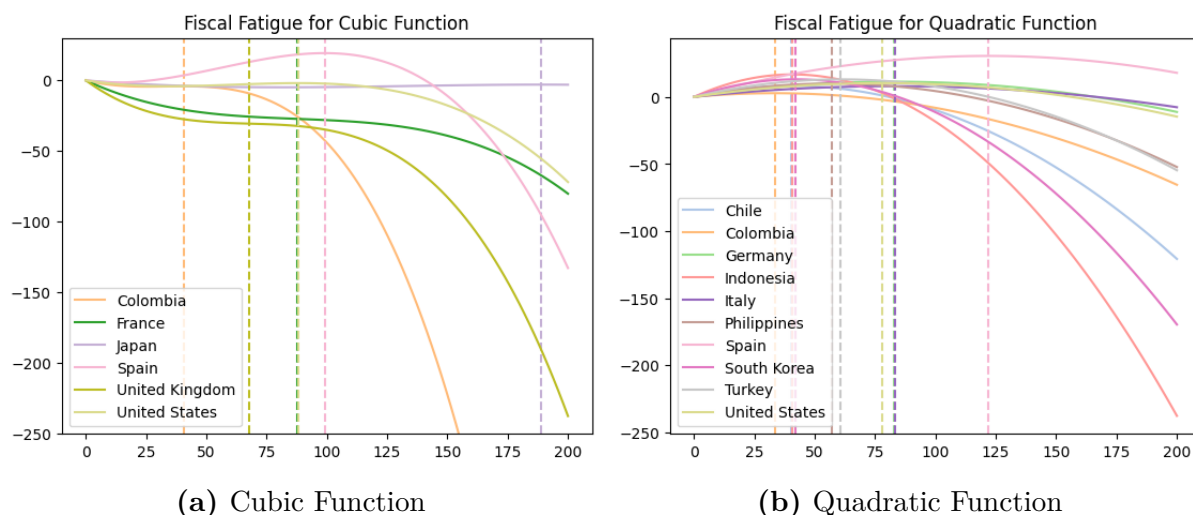 Fiscal Fatigue for Cubic Function
0
−50
−100
−150
−200
−250
0 25 50 75 100 125 150 175 200
Colombia
France
Japan
Spain
United Kingdom
United States
(a) Cubic Function
Fiscal Fatigue for Quadratic Function
0
−50
−100
−150
−200
−250
0 25 50 75 100 125 150 175 200
Chile
Colombia
Germany
Indonesia
Italy
Philippines
Spain
South Korea
Turkey
United States
(b) Quadratic Function